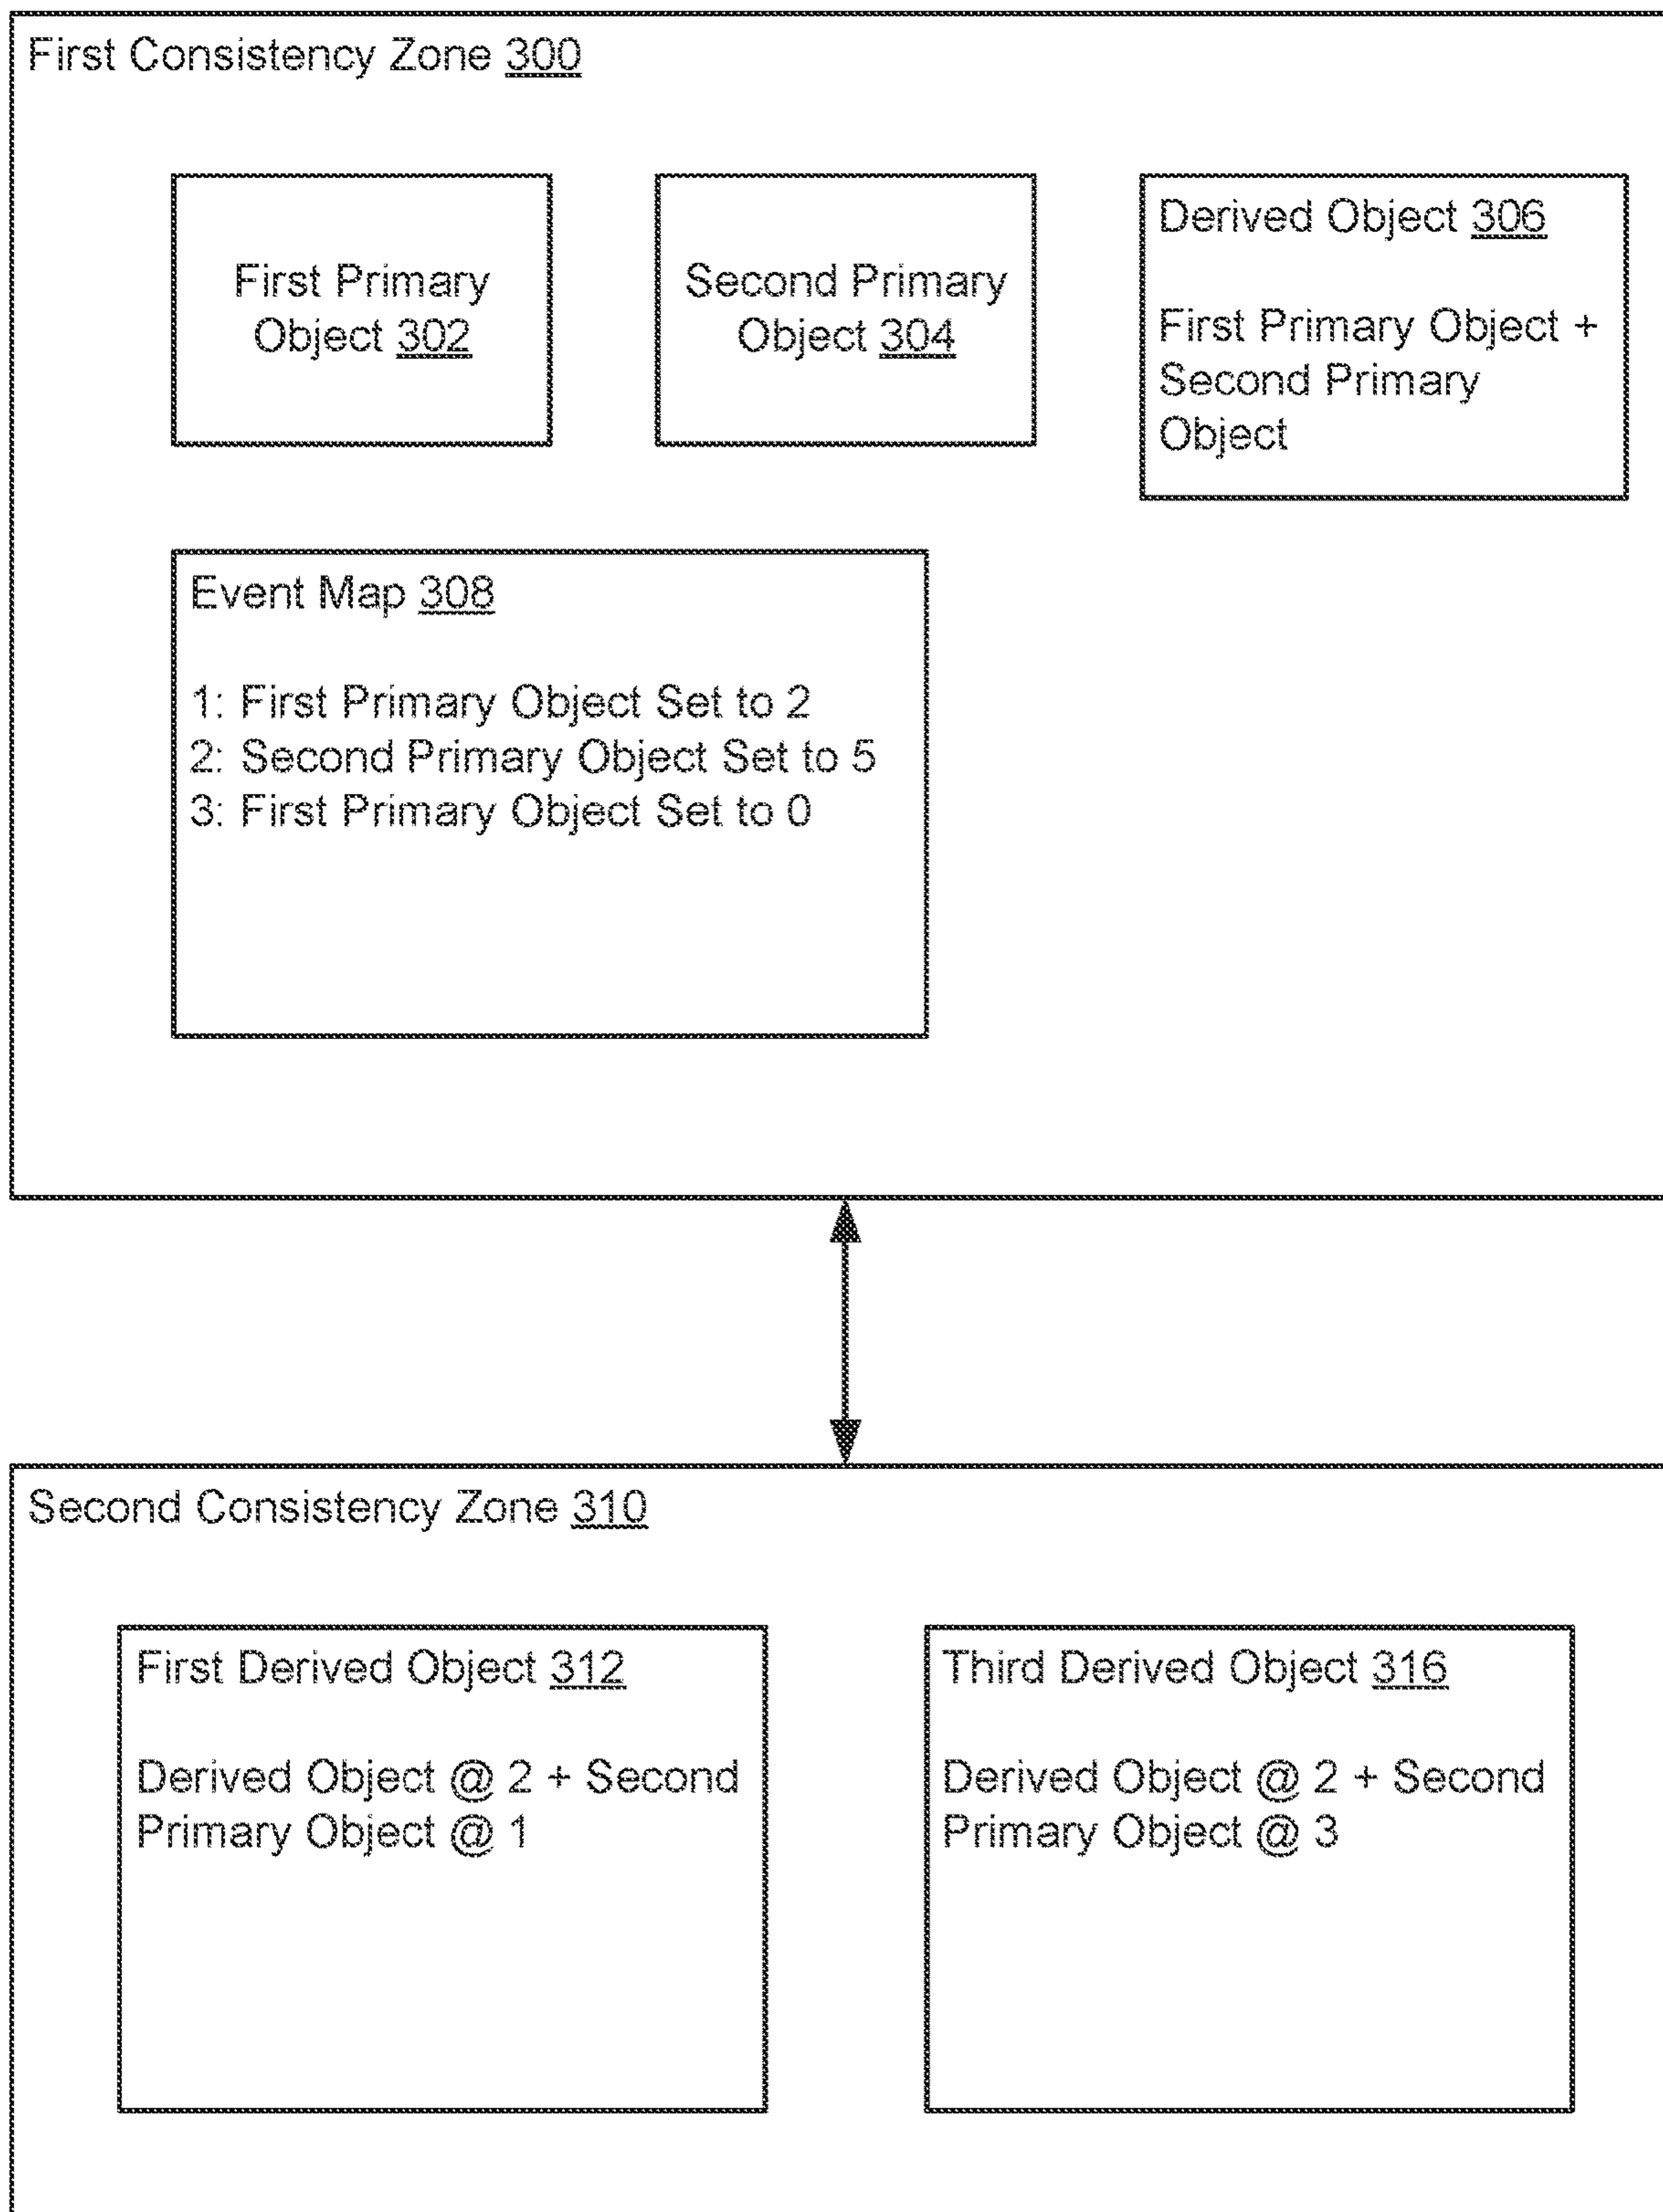 First Consistency Zone 300
First Primary
Object 302
Second Primary
Object 304
Derived Object 306
First Primary Object +
Second Primary
Object
Event Map 308
1: First Primary Object Set to 2
2: Second Primary Object Set to 5
3: First Primary Object Set to 0
Second Consistency Zone 310
First Derived Object 312
Derived Object @ 2 + Second
Primary Object @ 1
Third Derived Object 316
Derived Object @ 2 + Second
Primary Object @ 3